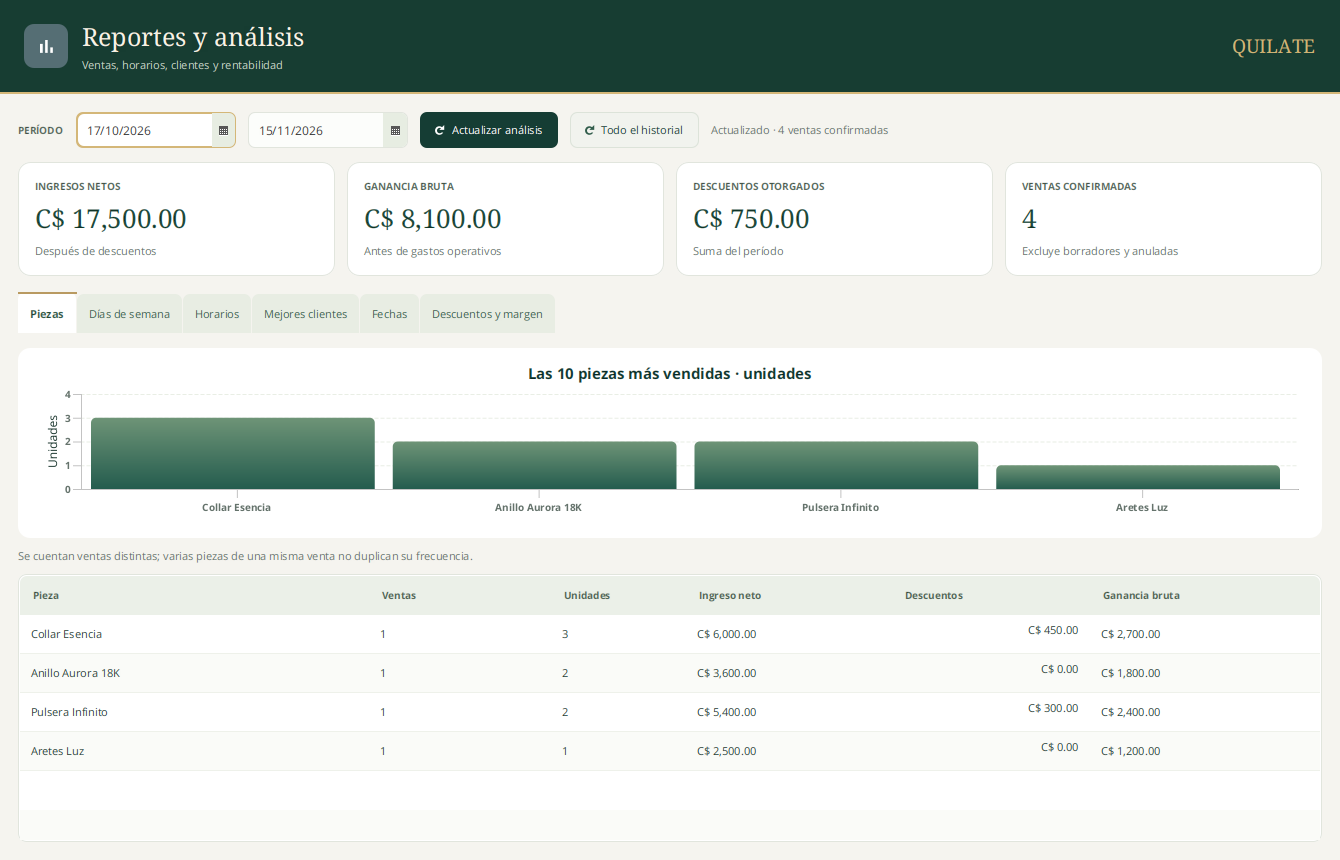 Reportes y análisis
Ventas, horarios, clientes y rentabilidad
QUILATE
PERÍODO 17/10/2026 15/11/2026 Actualizar análisis Todo el historial Actualizado · 4 ventas confirmadas
INGRESOS NETOS
C$ 17,500.00
Después de descuentos
GANANCIA BRUTA
C$ 8,100.00
Antes de gastos operativos
DESCUENTOS OTORGADOS
C$ 750.00
Suma del período
VENTAS CONFIRMADAS
4
Excluye borradores y anuladas
Piezas Días de semana Horarios Mejores clientes Fechas Descuentos y margen
Las 10 piezas más vendidas · unidades
Unidades
4
3
2
1
0
Collar Esencia Anillo Aurora 18K Pulsera Infinito Aretes Luz
Se cuentan ventas distintas; varias piezas de una misma venta no duplican su frecuencia.
Pieza Ventas Unidades Ingreso neto Descuentos Ganancia bruta
Collar Esencia 1 3 C$ 6,000.00 C$ 450.00 C$ 2,700.00
Anillo Aurora 18K 1 2 C$ 3,600.00 C$ 0.00 C$ 1,800.00
Pulsera Infinito 1 2 C$ 5,400.00 C$ 300.00 C$ 2,400.00
Aretes Luz 1 1 C$ 2,500.00 C$ 0.00 C$ 1,200.00